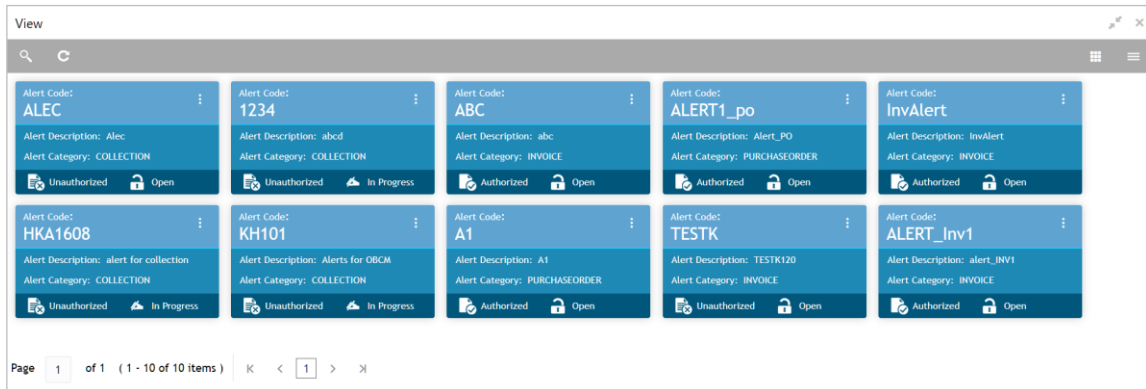 View
Alert Code:
ALEC
Alert Description: Alec
Alert Category: COLLECTION
Unauthorized Open
Alert Code:
1234
Alert Description: abcd
Alert Category: COLLECTION
Unauthorized In Progress
Alert Code:
ABC
Alert Description: abc
Alert Category: INVOICE
Authorized Open
Alert Code:
ALERT1_po
Alert Description: Alert_PO
Alert Category: PURCHASEORDER
Authorized Open
Alert Code:
InvAlert
Alert Description: InvAlert
Alert Category: INVOICE
Authorized Open
Alert Code:
HKA1608
Alert Description: alert for collection
Alert Category: COLLECTION
Unauthorized In Progress
Alert Code:
KH101
Alert Description: Alerts for OBCM
Alert Category: COLLECTION
Unauthorized In Progress
Alert Code:
A1
Alert Description: A1
Alert Category: PURCHASEORDER
Authorized Open
Alert Code:
TESTK
Alert Description: TESTK120
Alert Category: INVOICE
Unauthorized Open
Alert Code:
ALERT_Inv1
Alert Description: alert_INV1
Alert Category: INVOICE
Authorized Open
Page 1 of 1 ( 1 - 10 of 10 items ) 1